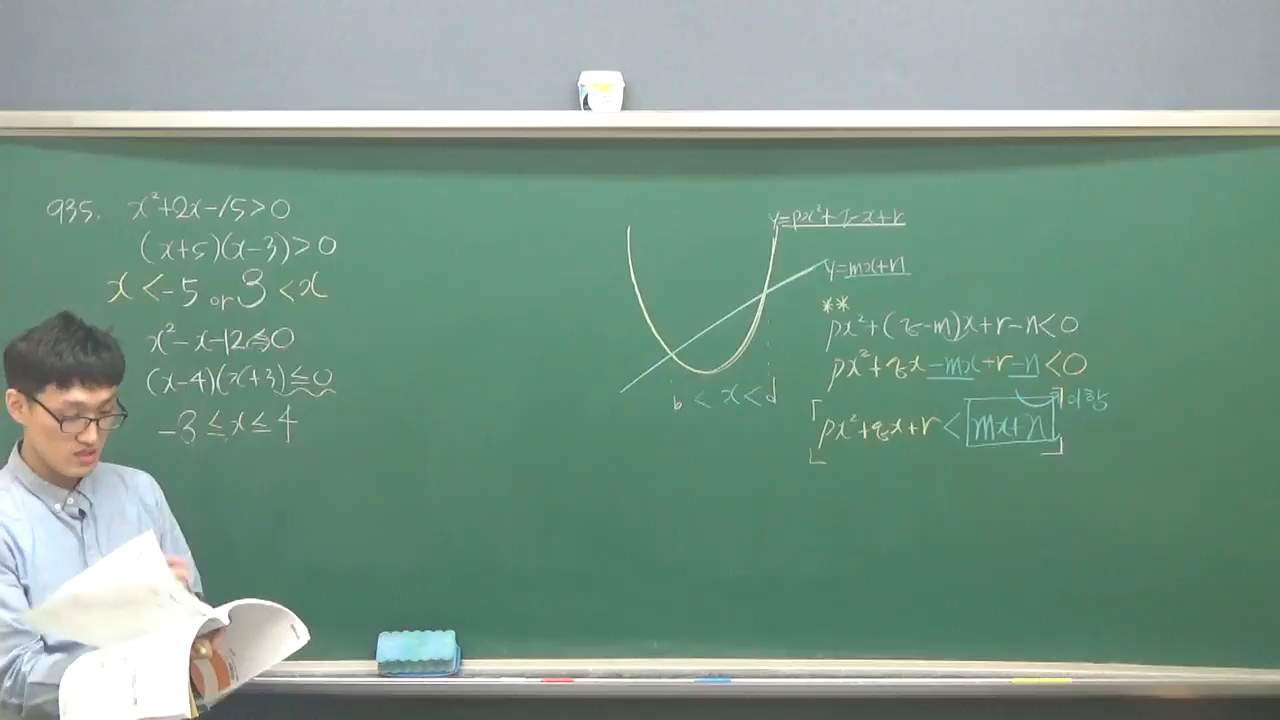 935. x²+2x-15>0
(x+5)(x-3)>0
x<-5 or 3<x
x²-x-12≤0
(x-4)(x+3)≤0
-3≤x≤4
y=px²+qx+r
y=mx+n
b<x<d
**
px²+(q-m)x+r-n<0
px²+qx-mx+r-n<0
이항
px²+qx+r<mx+n